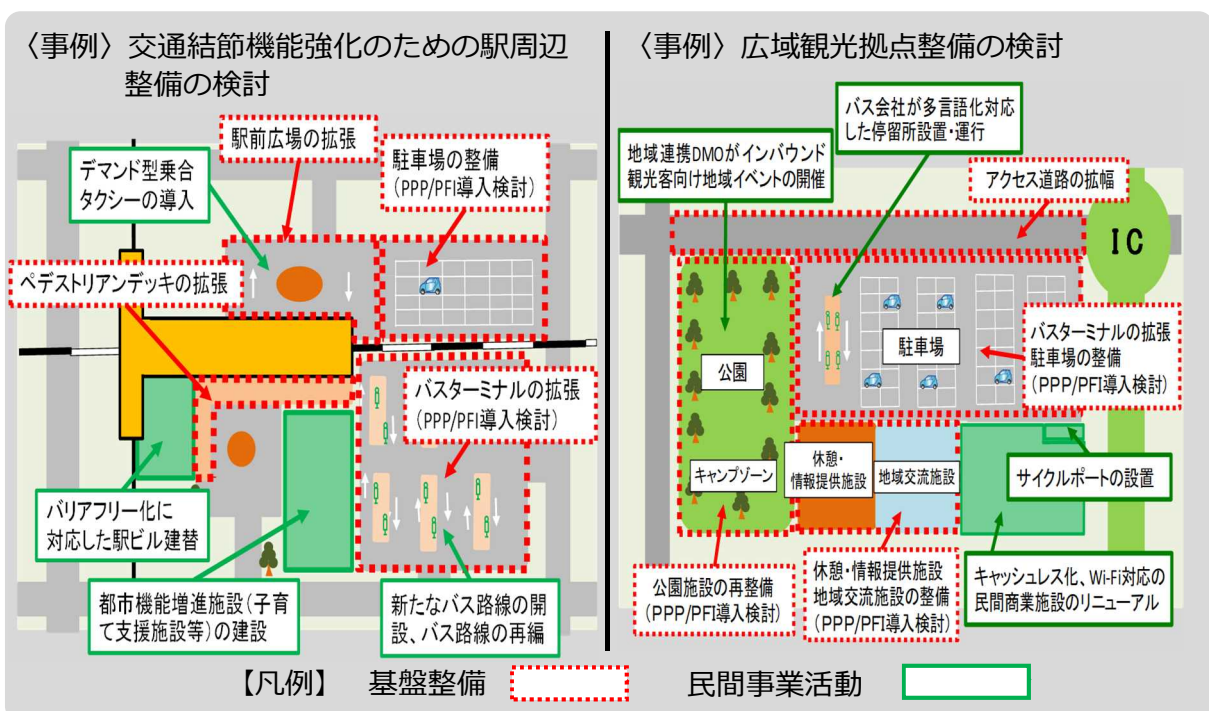 〈事例〉交通結節機能強化のための駅周辺
整備の検討
駅前広場の拡張
デマンド型乗合
タクシーの導入
駐車場の整備
(PPP/PFI導入検討)
ペデストリアンデッキの拡張
バスターミナルの拡張
(PPP/PFI導入検討)
バリアフリー化に
対応した駅ビル建替
都市機能増進施設(子育
て支援施設等)の建設
新たなバス路線の開
設、バス路線の再編
〈事例〉広域観光拠点整備の検討
バス会社が多言語化対応
した停留所設置・運行
地域連携DMOがインバウンド
観光客向け地域イベントの開催
アクセス道路の拡幅
IC
公園
駐車場
バスターミナルの拡張
駐車場の整備
(PPP/PFI導入検討)
キャンプゾーン
休憩・
情報提供施設
地域交流施設
サイクルポートの設置
公園施設の再整備
(PPP/PFI導入検討)
休憩・情報提供施設
地域交流施設の整備
(PPP/PFI導入検討)
キャッシュレス化、Wi-Fi対応の
民間商業施設のリニューアル
【凡例】 基盤整備 民間事業活動